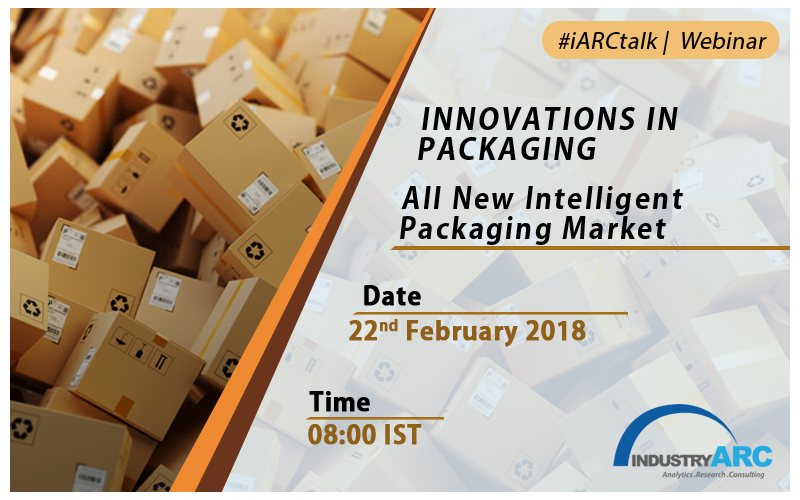 #iARCtalk | Webinar
INNOVATIONS IN
PACKAGING
All New Intelligent
Packaging Market
Date
22nd February 2018
Time
08:00 IST
INDUSTRYARC
Analytics.Research.Consulting